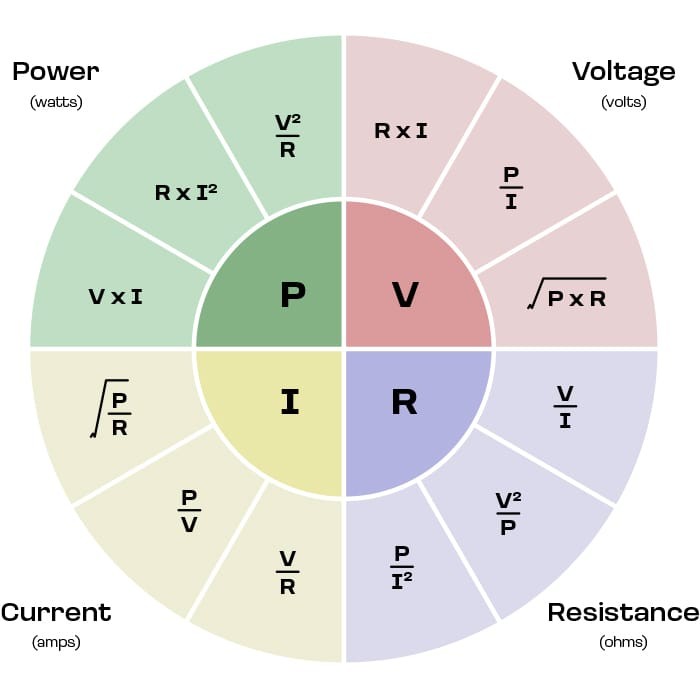 Power
(watts)
Voltage
(volts)
V²
R
R x I
R x I²
P
I
V x I
√P x R
P
V
I
R
√P
R
V
I
P
V
V²
P
V
R
P
I²
Current
(amps)
Resistance
(ohms)